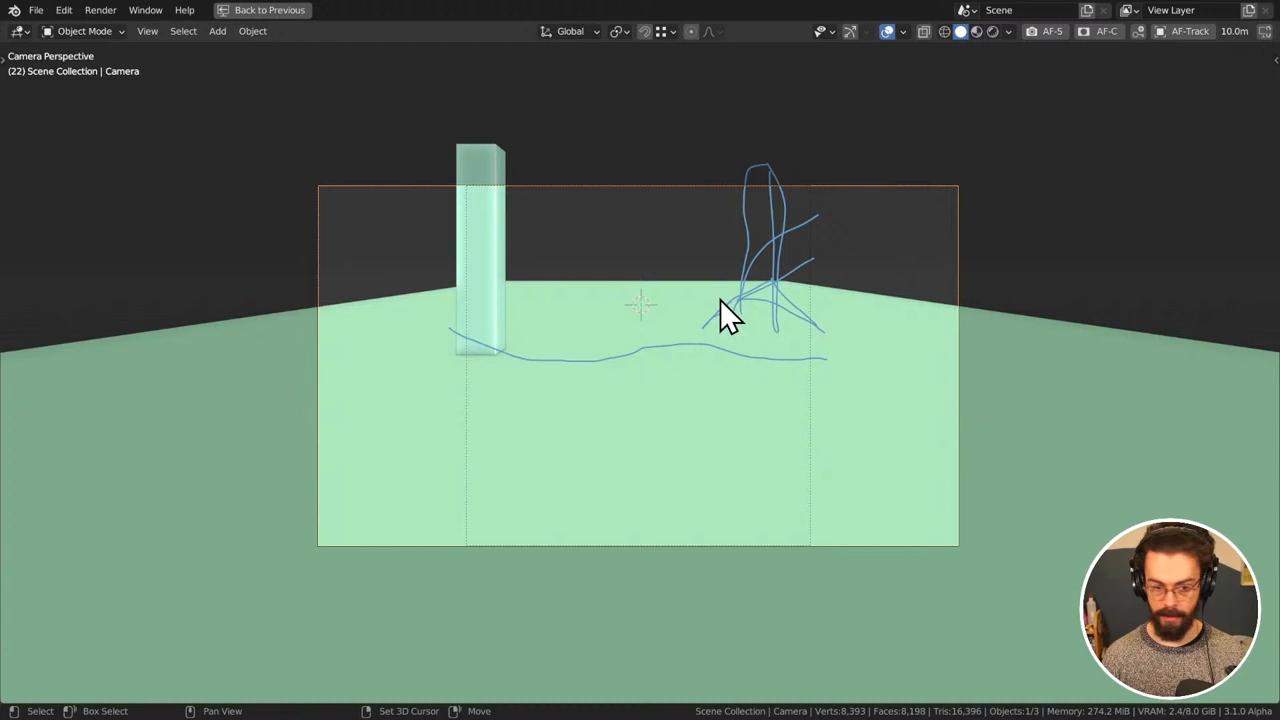 File Edit Render Window Help Back to Previous Scene View Layer
Object Mode View Select Add Object Global AF-S AF-C AF-Track 10.0m
Camera Perspective
(22) Scene Collection | Camera
Select Box Select Pan View Set 3D Cursor Move Scene Collection | Camera | Verts:8,393 | Faces:8,198 | Tris:16,396 | Objects:1/3 | Memory: 274.2 MiB | VRAM: 2.4/8.0 GiB | 3.1.0 Alpha